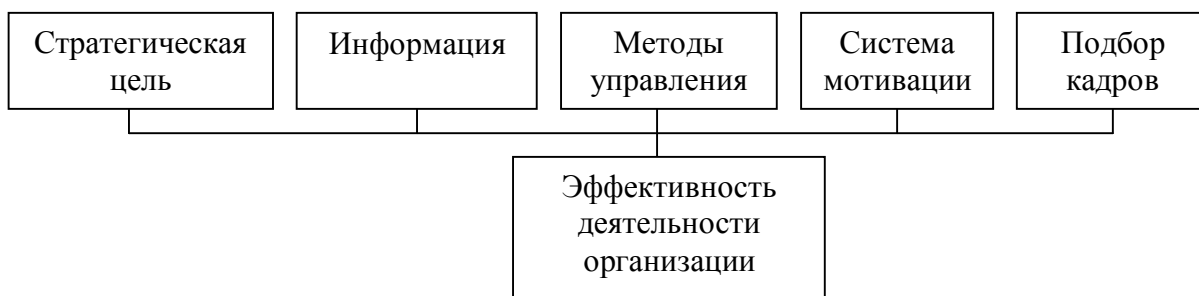 Стратегическая
цель
Информация
Методы
управления
Система
мотивации
Подбор
кадров
Эффективность
деятельности
организации